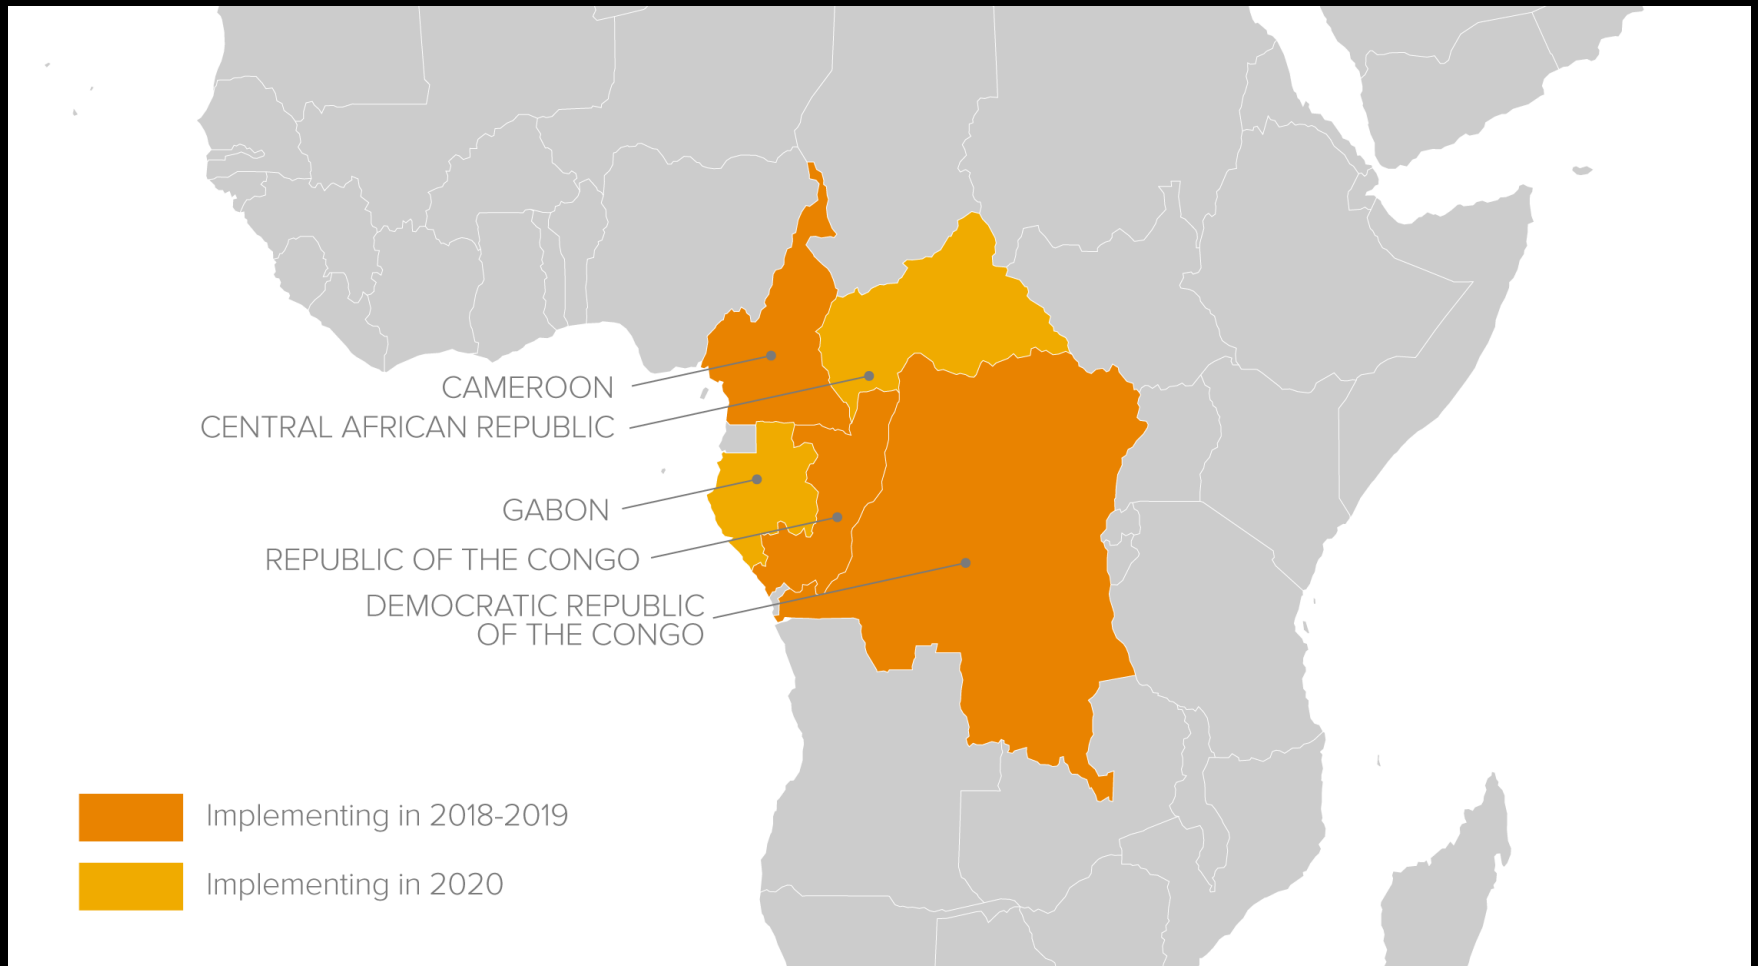 CAMEROON
CENTRAL AFRICAN REPUBLIC
GABON
REPUBLIC OF THE CONGO
DEMOCRATIC REPUBLIC
OF THE CONGO
Implementing in 2018-2019
Implementing in 2020